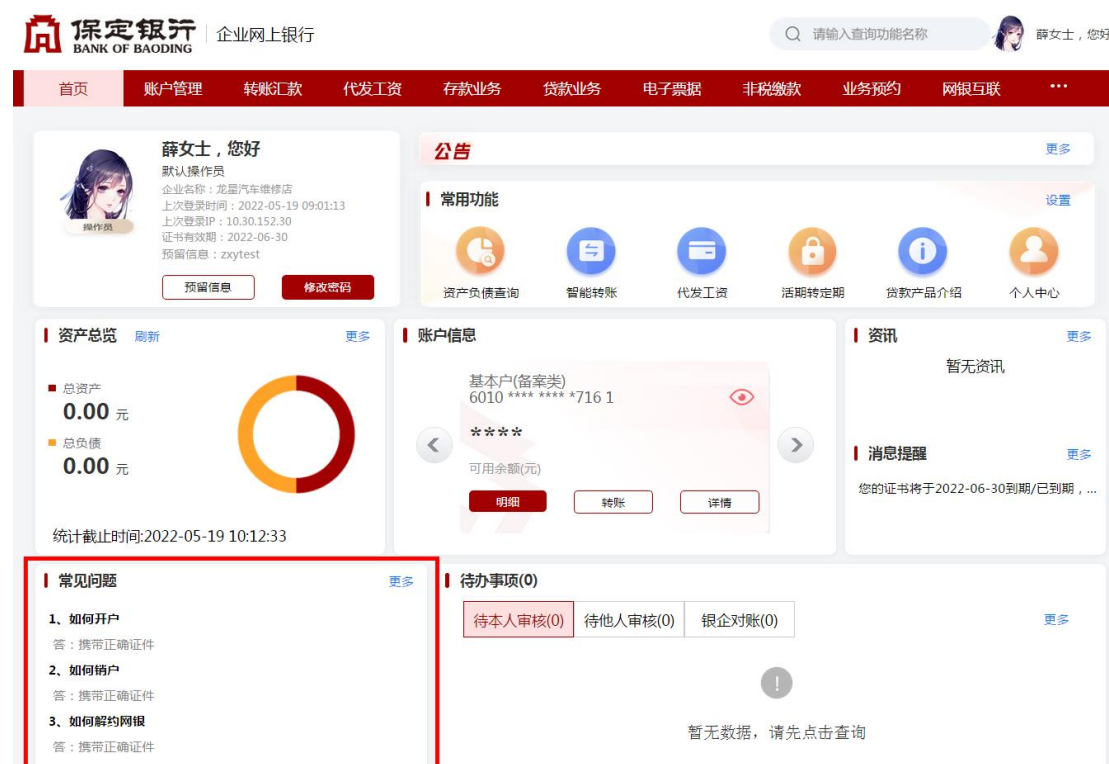 保定银行
BANK OF BAODING
企业网上银行
请输入查询功能名称
薛女士，您好
首页 账户管理 转账汇款 代发工资 存款业务 贷款业务 电子票据 非税缴款 业务预约 网银互联 ···
薛女士，您好
默认操作员
企业名称：龙星汽车维修店
上次登录时间：2022-05-19 09:01:13
上次登录IP：10.30.152.30
证书有效期：2022-06-30
预留信息：zxytest
操作员
预留信息 修改密码
公告 更多
常用功能 设置
资产负债查询 智能转账 代发工资 活期转定期 贷款产品介绍 个人中心
资产总览 刷新 更多
总资产
0.00 元
总负债
0.00 元
统计截止时间:2022-05-19 10:12:33
账户信息
基本户(备案类)
6010 **** **** *716 1
****
可用余额(元)
明细 转账 详情
资讯 更多
暂无资讯
消息提醒 更多
您的证书将于2022-06-30到期/已到期，...
常见问题 更多
1、如何开户
答：携带正确证件
2、如何销户
答：携带正确证件
3、如何解约网银
答：携带正确证件
待办事项(0)
待本人审核(0) 待他人审核(0) 银企对账(0) 更多
暂无数据，请先点击查询